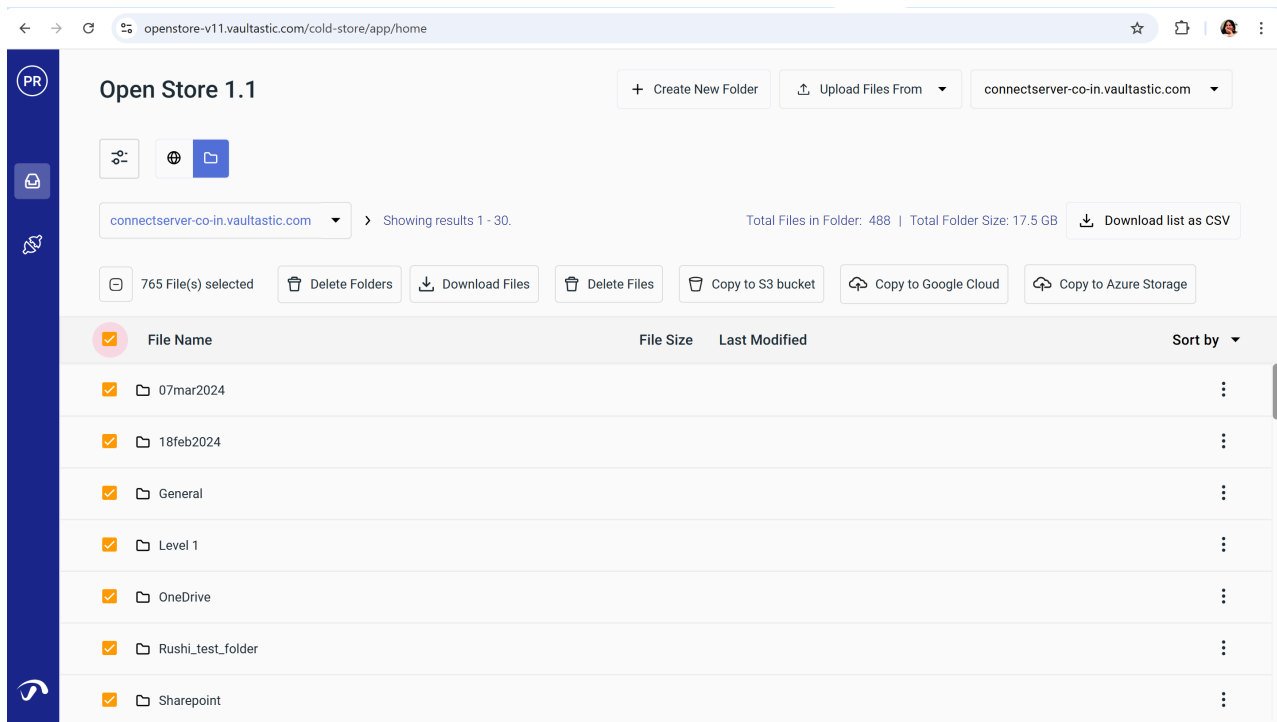 openstore-v11.vaultastic.com/cold-store/app/home
PR
Open Store 1.1
Create New Folder
Upload Files From
connectserver-co-in.vaultastic.com
connectserver-co-in.vaultastic.com
Showing results 1 - 30.
Total Files in Folder: 488 | Total Folder Size: 17.5 GB
Download list as CSV
765 File(s) selected
Delete Folders
Download Files
Delete Files
Copy to S3 bucket
Copy to Google Cloud
Copy to Azure Storage
File Name
File Size
Last Modified
Sort by
07mar2024
18feb2024
General
Level 1
OneDrive
Rushi_test_folder
Sharepoint